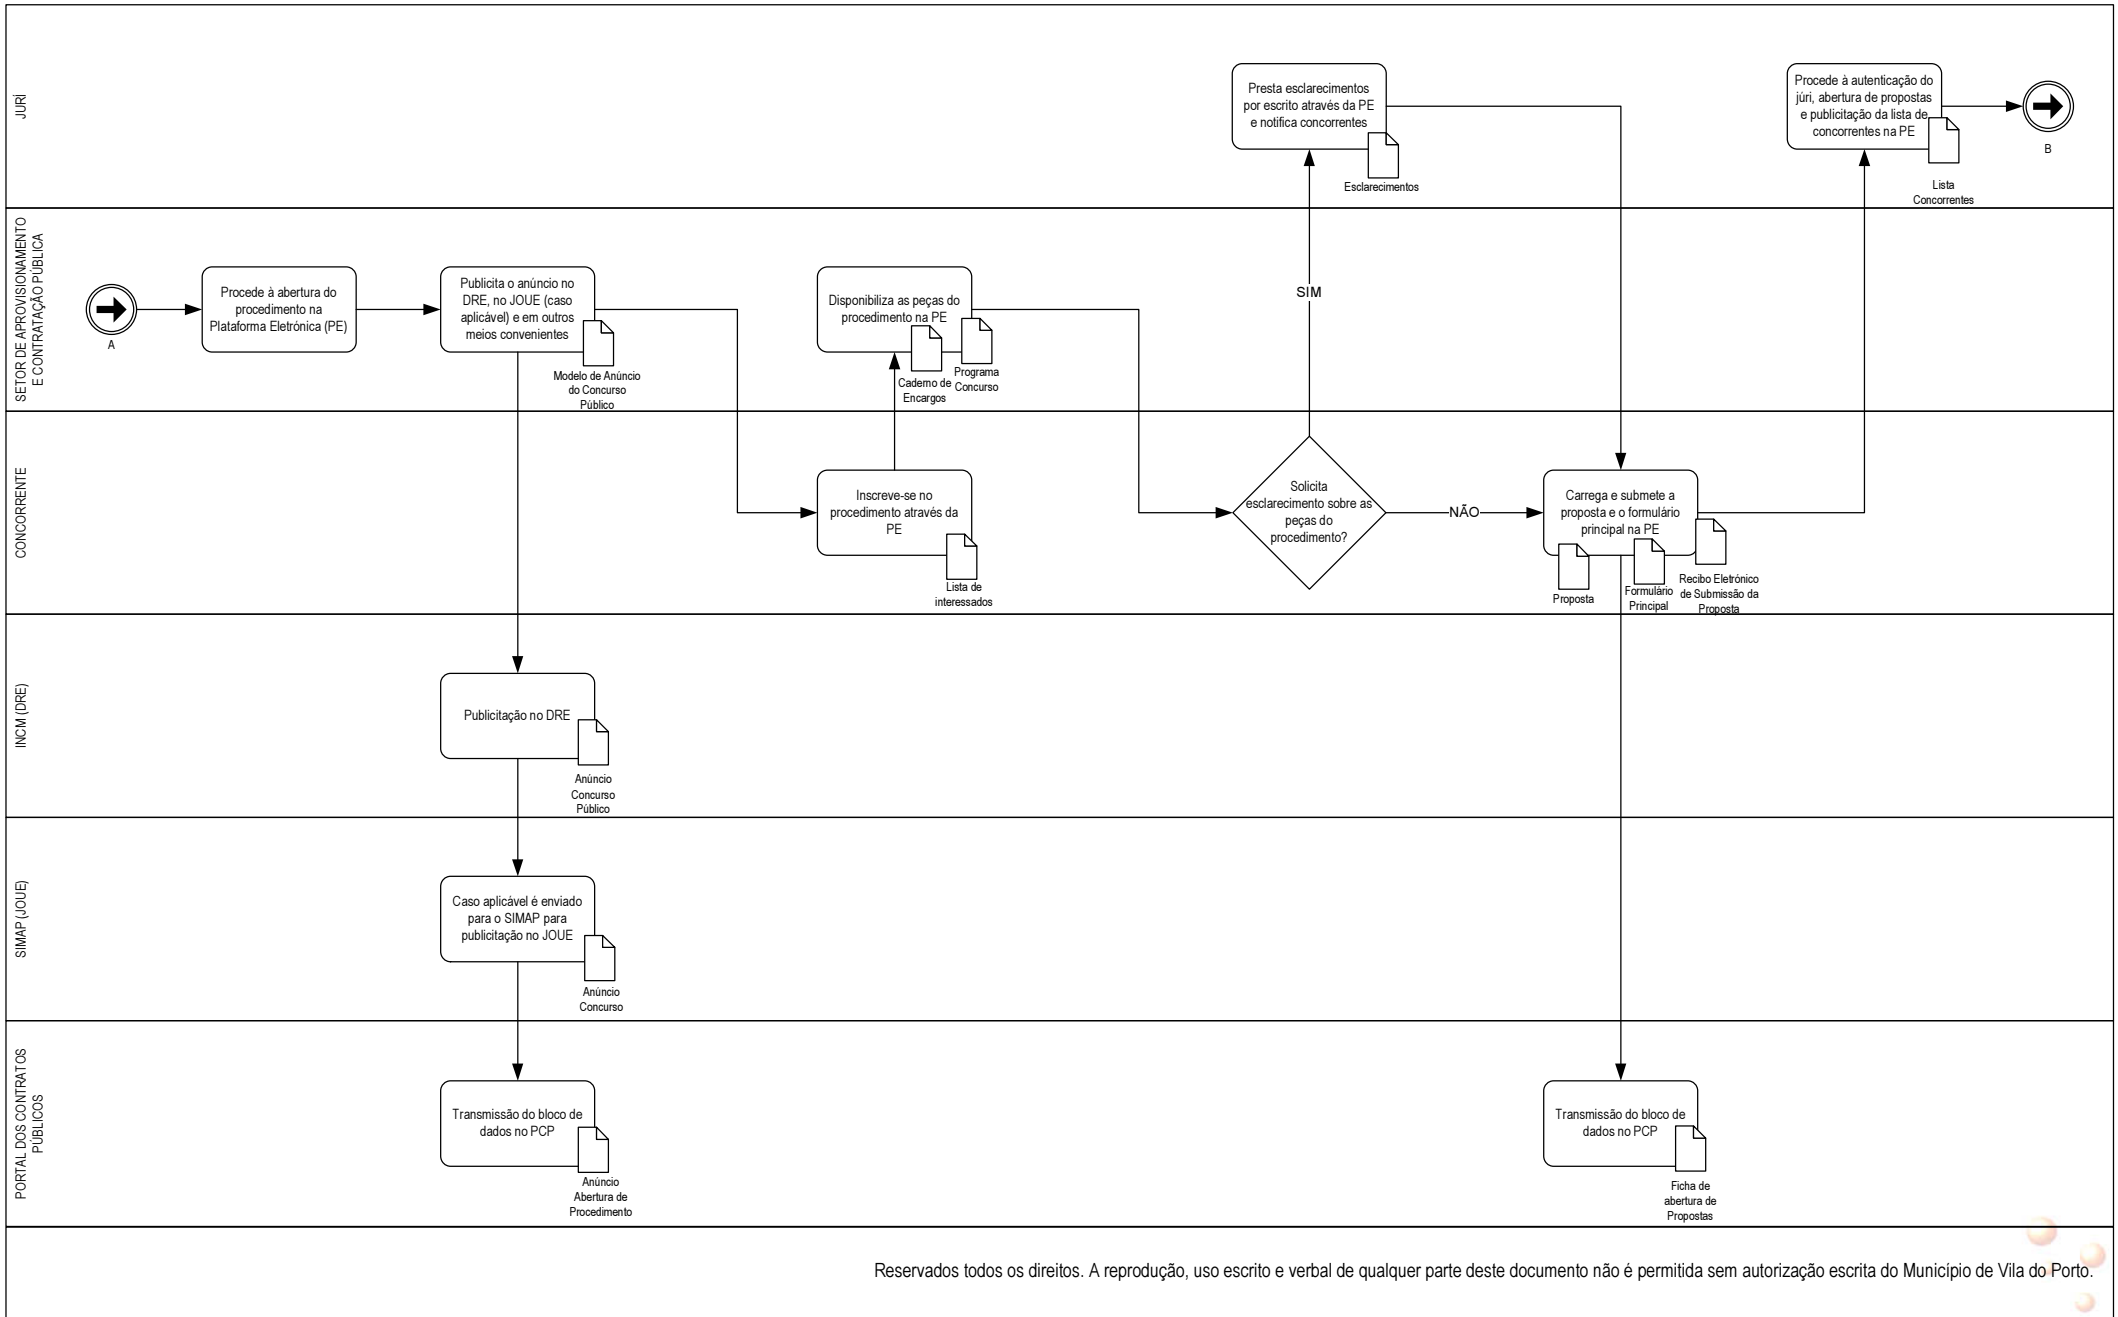 JURÍ
Presta esclarecimentos
por escrito através da PE
e notifica concorrentes
Esclarecimentos
Procede à autenticação do
júri, abertura de propostas
e publicitação da lista de
concorrentes na PE
Lista
Concorrentes
B
SETOR DE APROVISIONAMENTO
E CONTRATAÇÃO PÚBLICA
A
Procede à abertura do
procedimento na
Plataforma Eletrónica (PE)
Publicita o anúncio no
DRE, no JOUE (caso
aplicável) e em outros
meios convenientes
Modelo de Anúncio
do Concurso
Público
Disponibiliza as peças do
procedimento na PE
Caderno de
Encargos
Programa
Concurso
SIM
CONCORRENTE
Inscreve-se no
procedimento através da
PE
Lista de
interessados
Solicita
esclarecimento sobre as
peças do
procedimento?
NÃO
Carrega e submete a
proposta e o formulário
principal na PE
Proposta
Formulário
Principal
Recibo Eletrónico
de Submissão da
Proposta
INCM (DRE)
Publicitação no DRE
Anúncio
Concurso
Público
SIMAP (JOUE)
Caso aplicável é enviado
para o SIMAP para
publicitação no JOUE
Anúncio
Concurso
PORTAL DOS CONTRATOS
PÚBLICOS
Transmissão do bloco de
dados no PCP
Anúncio
Abertura de
Procedimento
Transmissão do bloco de
dados no PCP
Ficha de
abertura de
Propostas
Reservados todos os direitos. A reprodução, uso escrito e verbal de qualquer parte deste documento não é permitida sem autorização escrita do Município de Vila do Porto.